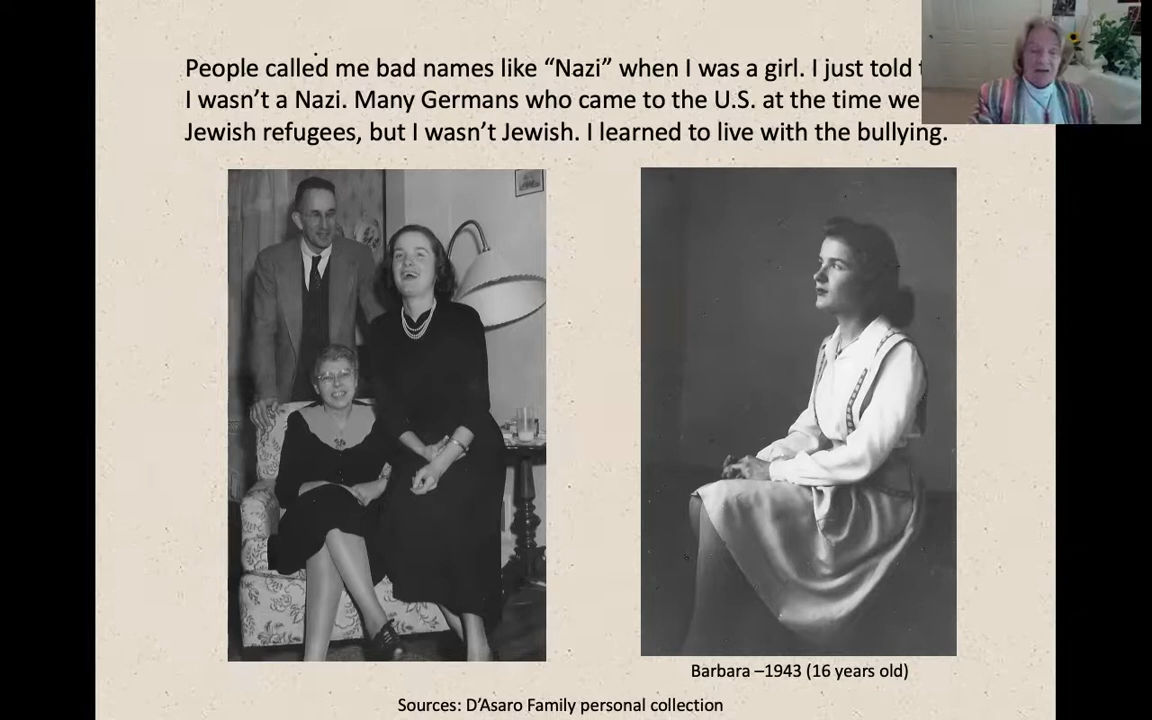 People called me bad names like “Nazi” when I was a girl. I just told
I wasn’t a Nazi. Many Germans who came to the U.S. at the time we
Jewish refugees, but I wasn’t Jewish. I learned to live with the bullying.
Barbara –1943 (16 years old)
Sources: D’Asaro Family personal collection